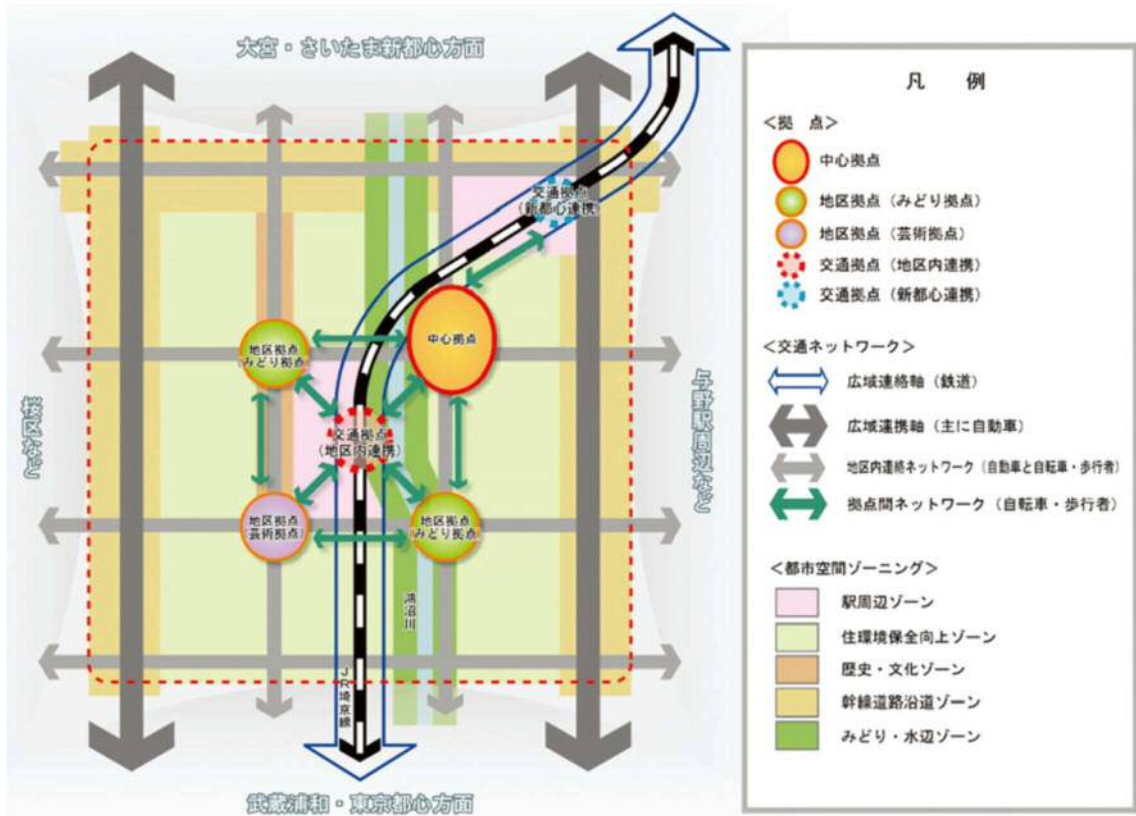 大宮・さいたま新都心方面
交通拠点
(新都心連携)
中心拠点
地区拠点
(みどり拠点)
交通拠点
(地区内連携)
地区拠点
(芸術拠点)
地区拠点
(みどり拠点)
桜区など
与野駅周辺など
鴻沼川
JR埼京線
武蔵浦和・東京都心方面
凡 例
<拠 点>
中心拠点
地区拠点(みどり拠点)
地区拠点(芸術拠点)
交通拠点(地区内連携)
交通拠点(新都心連携)
<交通ネットワーク>
広域連絡軸(鉄道)
広域連携軸(主に自動車)
地区内連絡ネットワーク(自動車と自転車・歩行者)
拠点間ネットワーク(自転車・歩行者)
<都市空間ゾーニング>
駅周辺ゾーン
住環境保全向上ゾーン
歴史・文化ゾーン
幹線道路沿道ゾーン
みどり・水辺ゾーン